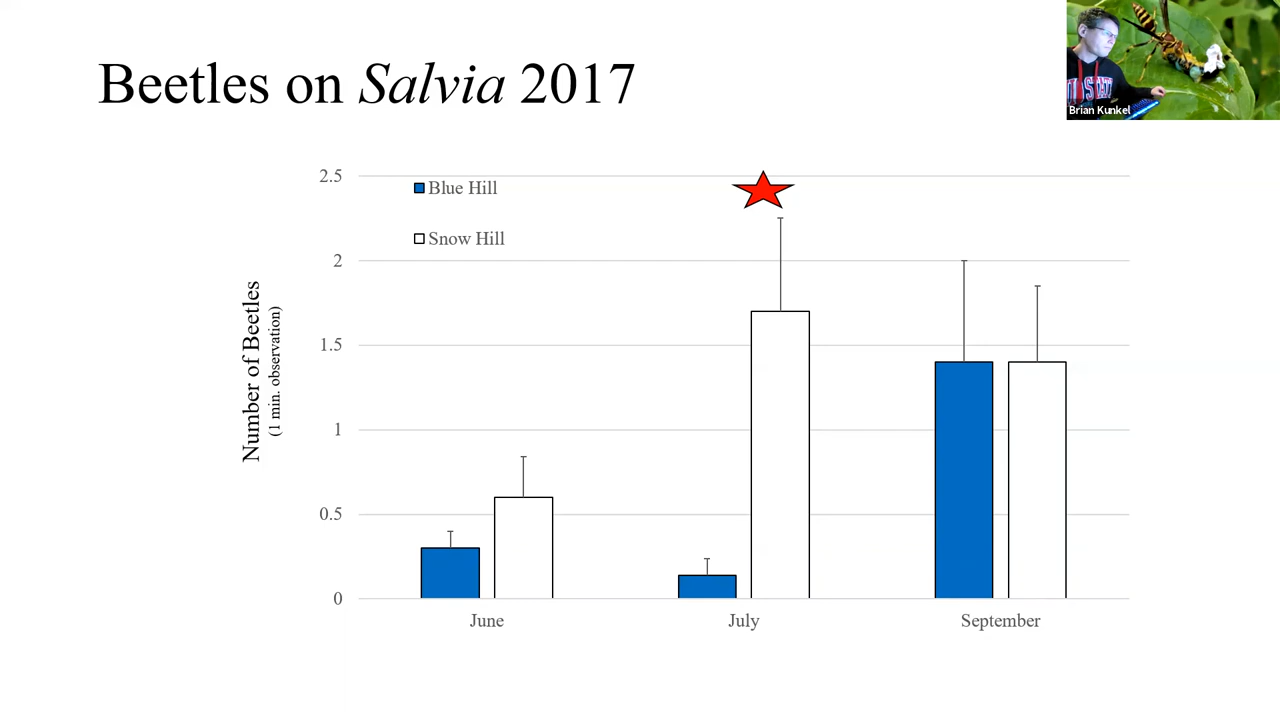 Beetles on Salvia 2017
Brian Kunkel
Blue Hill
Snow Hill
Number of Beetles
(1 min. observation)
2.5
2
1.5
1
0.5
0
June
July
September